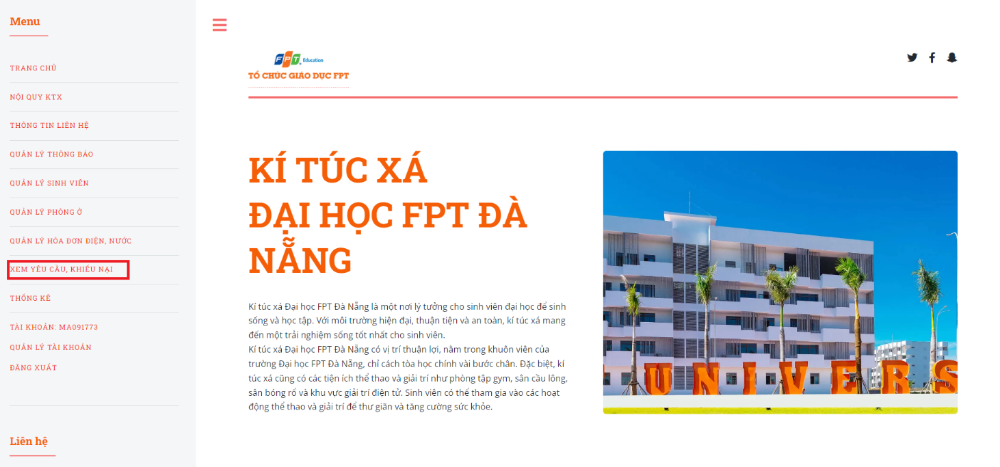 Menu
TRANG CHỦ
NỘI QUY KTX
THÔNG TIN LIÊN HỆ
QUẢN LÝ THÔNG BÁO
QUẢN LÝ SINH VIÊN
QUẢN LÝ PHÒNG Ở
QUẢN LÝ HÓA ĐƠN ĐIỆN, NƯỚC
XEM YÊU CẦU, KHIẾU NẠI
THỐNG KÊ
TÀI KHOẢN: MA091773
QUẢN LÝ TÀI KHOẢN
ĐĂNG XUẤT
Liên hệ
FPT Education
TỔ CHỨC GIÁO DỤC FPT
KÍ TÚC XÁ
ĐẠI HỌC FPT ĐÀ
NẴNG
Kí túc xá Đại học FPT Đà Nẵng là một nơi lý tưởng cho sinh viên đại học để sinh
sống và học tập. Với môi trường hiện đại, thuận tiện và an toàn, kí túc xá mang
đến một trải nghiệm sống tốt nhất cho sinh viên.
Kí túc xá Đại học FPT Đà Nẵng có vị trí thuận lợi, nằm trong khuôn viên của
trường Đại học FPT Đà Nẵng, chỉ cách tòa học chính vài bước chân. Đặc biệt, kí
túc xá cũng có các tiện ích thể thao và giải trí như phòng tập gym, sân cầu lông,
sân bóng rổ và khu vực giải trí điện tử. Sinh viên có thể tham gia vào các hoạt
động thể thao và giải trí để thư giãn và tăng cường sức khỏe.
UNIVERS